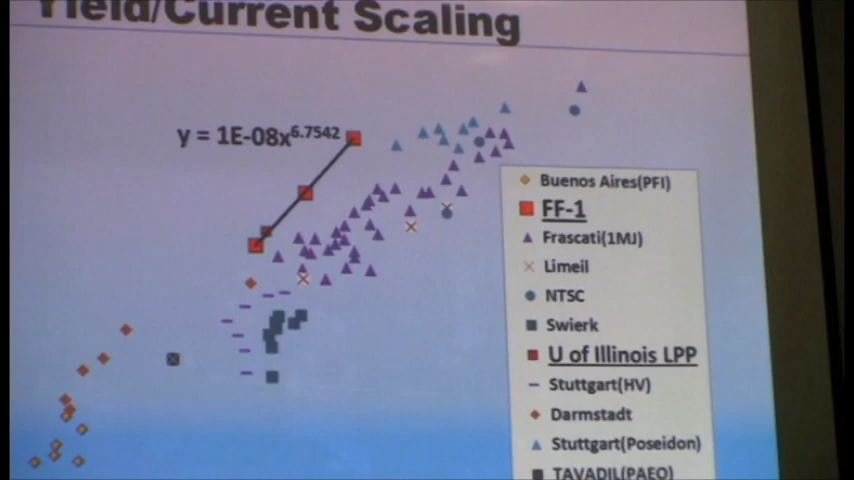 Yield/Current Scaling
y = 1E-08x^6.7542
Buenos Aires(PFI)
FF-1
Frascati(1MJ)
Limeil
NTSC
Swierk
U of Illinois LPP
Stuttgart(HV)
Darmstadt
Stuttgart(Poseidon)
TAVADIL(PAEO)